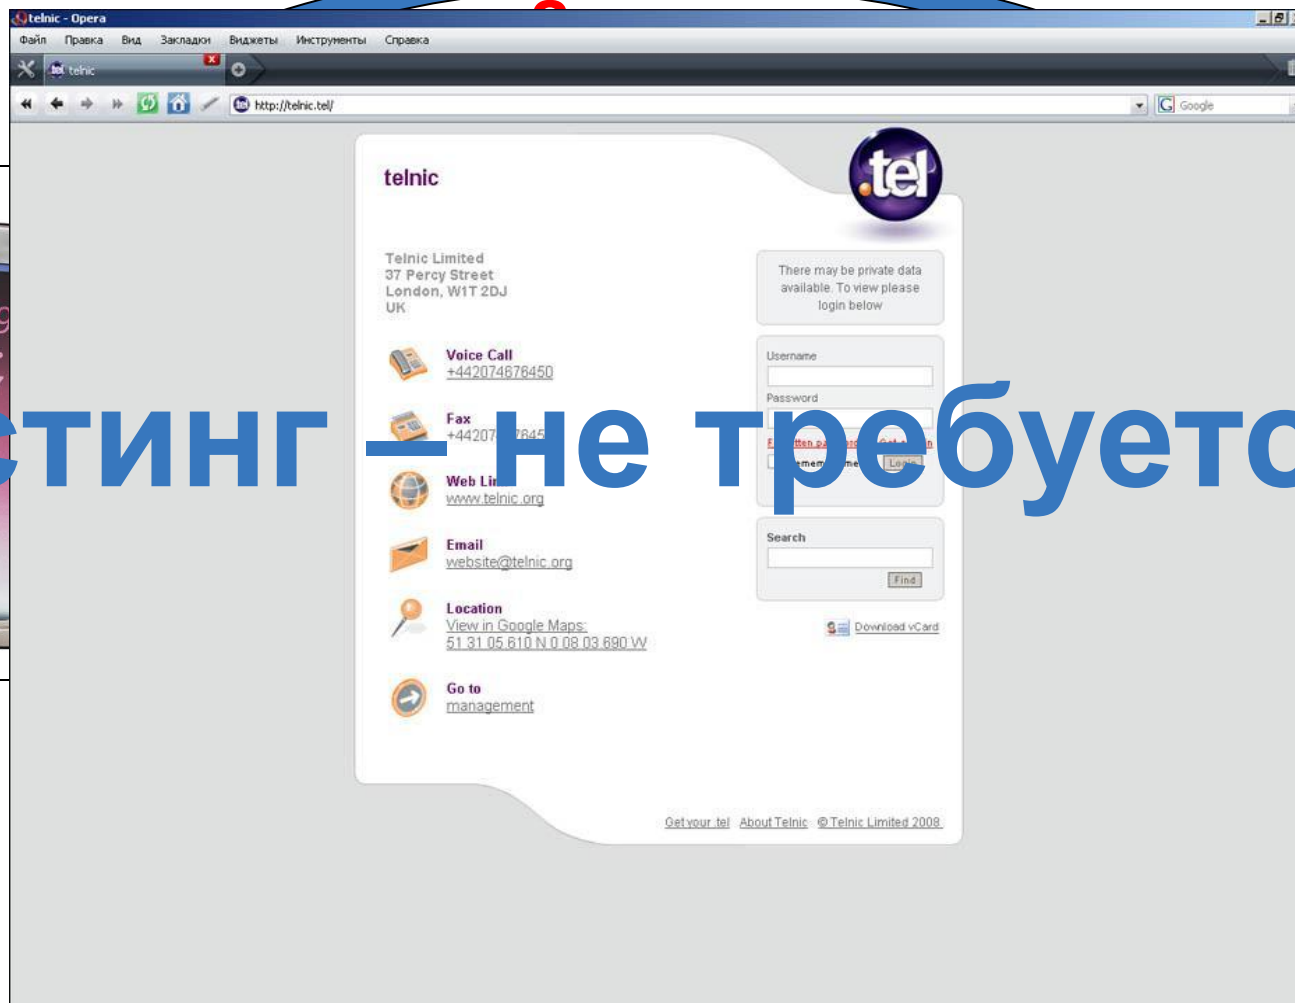 telnic - Opera
Файл Правка Вид Закладки Виджеты Инструменты Справка
telnic
http://telnic.tel/
Google
.tel
telnic
Telnic Limited
37 Percy Street
London, W1T 2DJ
UK
There may be private data
available. To view please
login below
Voice Call
+442074676450
Username
Password
Fax
стинг – не требуетс
Login
Web Lin
www.telnic.org
Search
Find
Email
website@telnic.org
Location
View in Google Maps:
51 31 05.610 N 0 08 03.690 W
Download vCard
Go to
management
Get your .tel About Telnic © Telnic Limited 2008